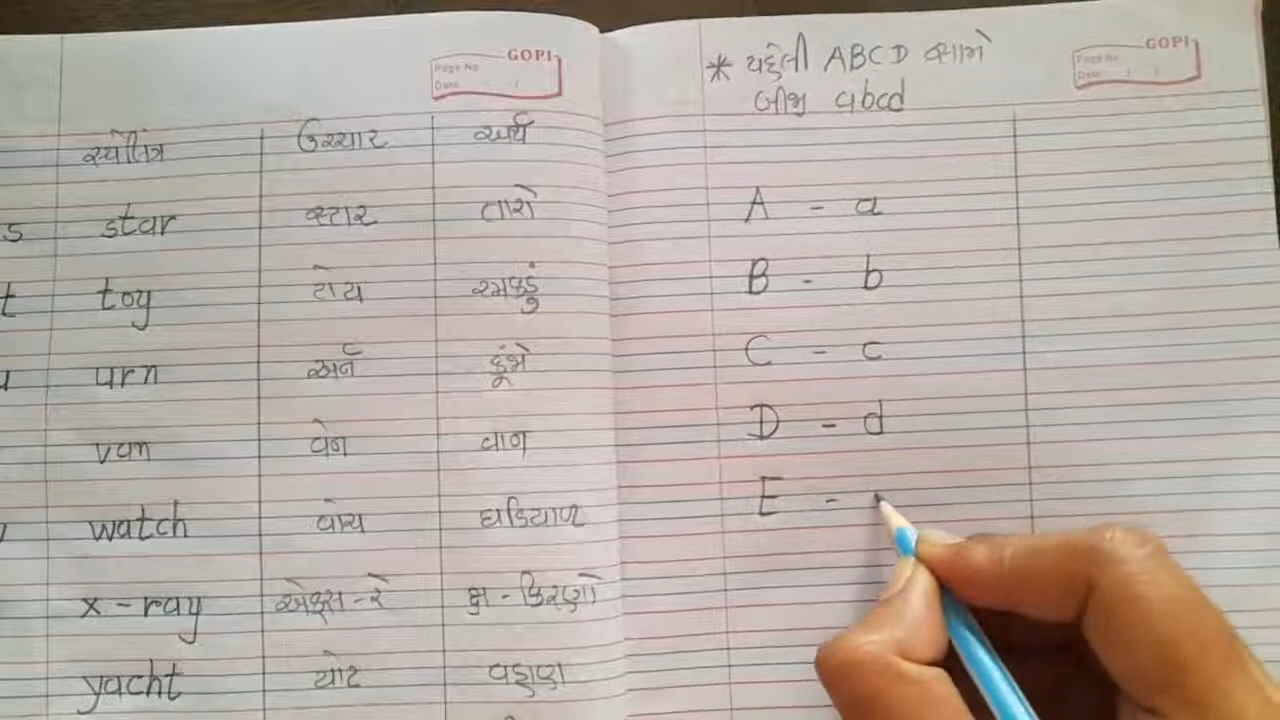 GOPI
Page No
Date
સ્પેલિંગ ઉચ્ચાર અર્થ
s star સ્ટાર તારો
t toy ટોય રમકડું
u urn અર્ન કૂંજો
van વેન વાન
watch વોચ ઘડિયાળ
x-ray એક્સ-રે ક્ષ-કિરણો
yacht યોટ વહાણ
GOPI
Page No
Date
* પહેલી ABCD સામે
બીજી abcd
A - a
B - b
C - c
D - d
E -